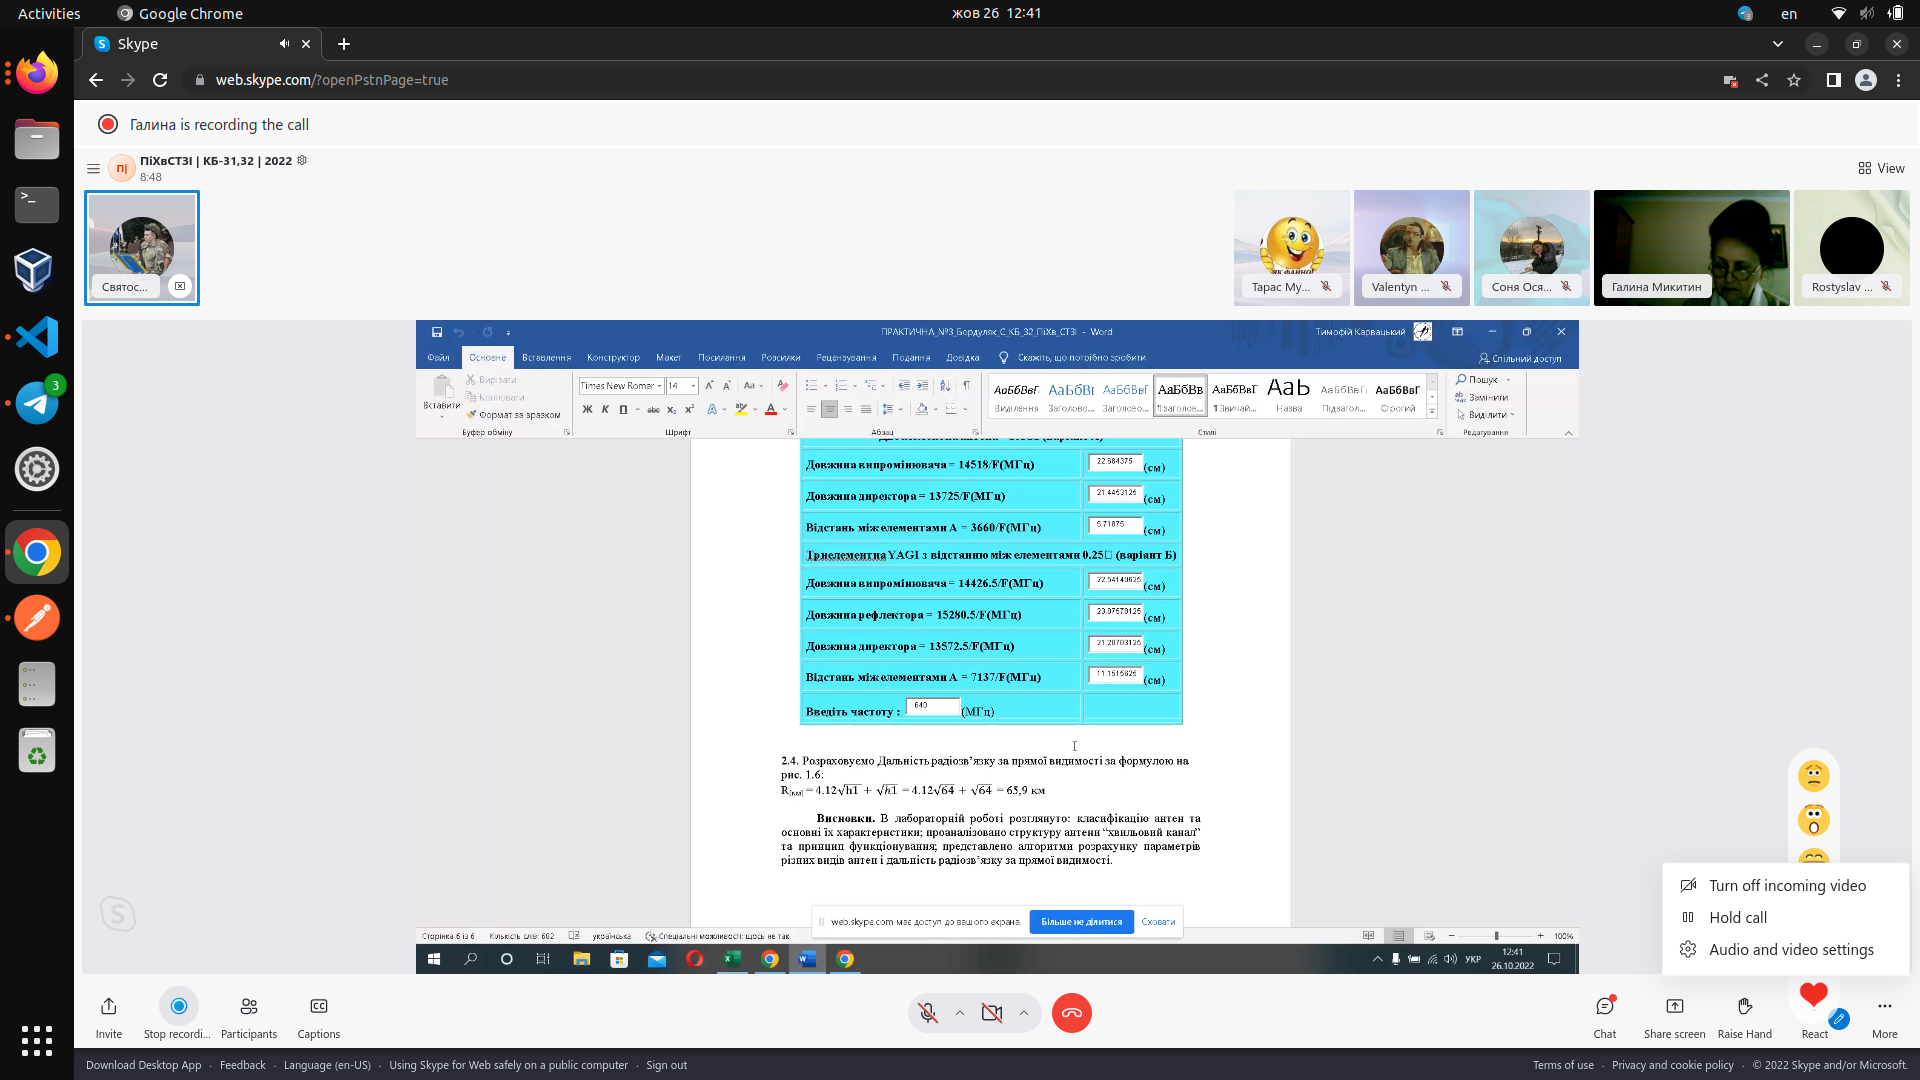 Activities
Google Chrome
жов 26 12:41
en
Skype
web.skype.com/?openPstnPage=true
Галина is recording the call
ПіХвСТЗІ | КБ-31,32 | 2022
8:48
View
П|
Святос...
Тарас Му...
Valentyn ...
Соня Ося...
Галина Микитин
Rostyslav ...
ПРАКТИЧНА_№3_Бордуляк_С_КБ_32_ПіХв_СТЗІ - Word
Тимофій Карвацький
Файл Основне Вставлення Конструктор Макет Посилання Розсилки Рецензування Подання Довідка Скажіть, що потрібно зробити
Спільний доступ
Вставити
Вирізати
Копіювати
Формат за зразком
Буфер обміну
Times New Roman 14
Шрифт
Абзац
АаБбВвГ АаБбВ АаБбВвГ АаБбВв АаБбВвГ Ааb АаБбВвГ АаБбВвГ
Виділення Заголово... Заголово... ¶ заголов... ¶ Звичай... Назва Підзагол... Строгий
Стилі
Пошук
Замінити
Виділити
Редагування
Довжина випромінювача = 14518/F(МГц) 22.684375 (см)
Довжина директора = 13725/F(МГц) 21.4453125 (см)
Відстань між елементами А = 3660/F(МГц) 5.71875 (см)
Триелементна YAGI з відстанню між елементами 0.25 (варіант Б)
Довжина випромінювача = 14426.5/F(МГц) 22.54140625 (см)
Довжина рефлектора = 15280.5/F(МГц) 23.87578125 (см)
Довжина директора = 13572.5/F(МГц) 21.20703125 (см)
Відстань між елементами А = 7137/F(МГц) 11.1515625 (см)
Введіть частоту : 640 (МГц)
2.4. Розраховуємо Дальність радіозв’язку за прямої видимості за формулою на
рис. 1.6:
R[км] = 4.12√h1 + √h1 = 4.12√64 + √64 = 65,9 км
Висновки. В лабораторній роботі розглянуто: класифікацію антен та
основні їх характеристики; проаналізовано структуру антени “хвильовий канал”
та принцип функціонування; представлено алгоритми розрахунку параметрів
різних видів антен і дальність радіозв’язку за прямої видимості.
web.skype.com має доступ до вашого екрана. Більше не ділитися Сховати
Сторінка 6 із 6 Кількість слів: 682 українська Спеціальні можливості: щось не так
100%
УКР
12:41
26.10.2022
Turn off incoming video
Hold call
Audio and video settings
3
Invite
Stop recordi...
Participants
Captions
Chat
Share screen
Raise Hand
React
More
Download Desktop App · Feedback · Language (en-US) · Using Skype for Web safely on a public computer · Sign out
Terms of use · Privacy and cookie policy · © 2022 Skype and/or Microsoft.